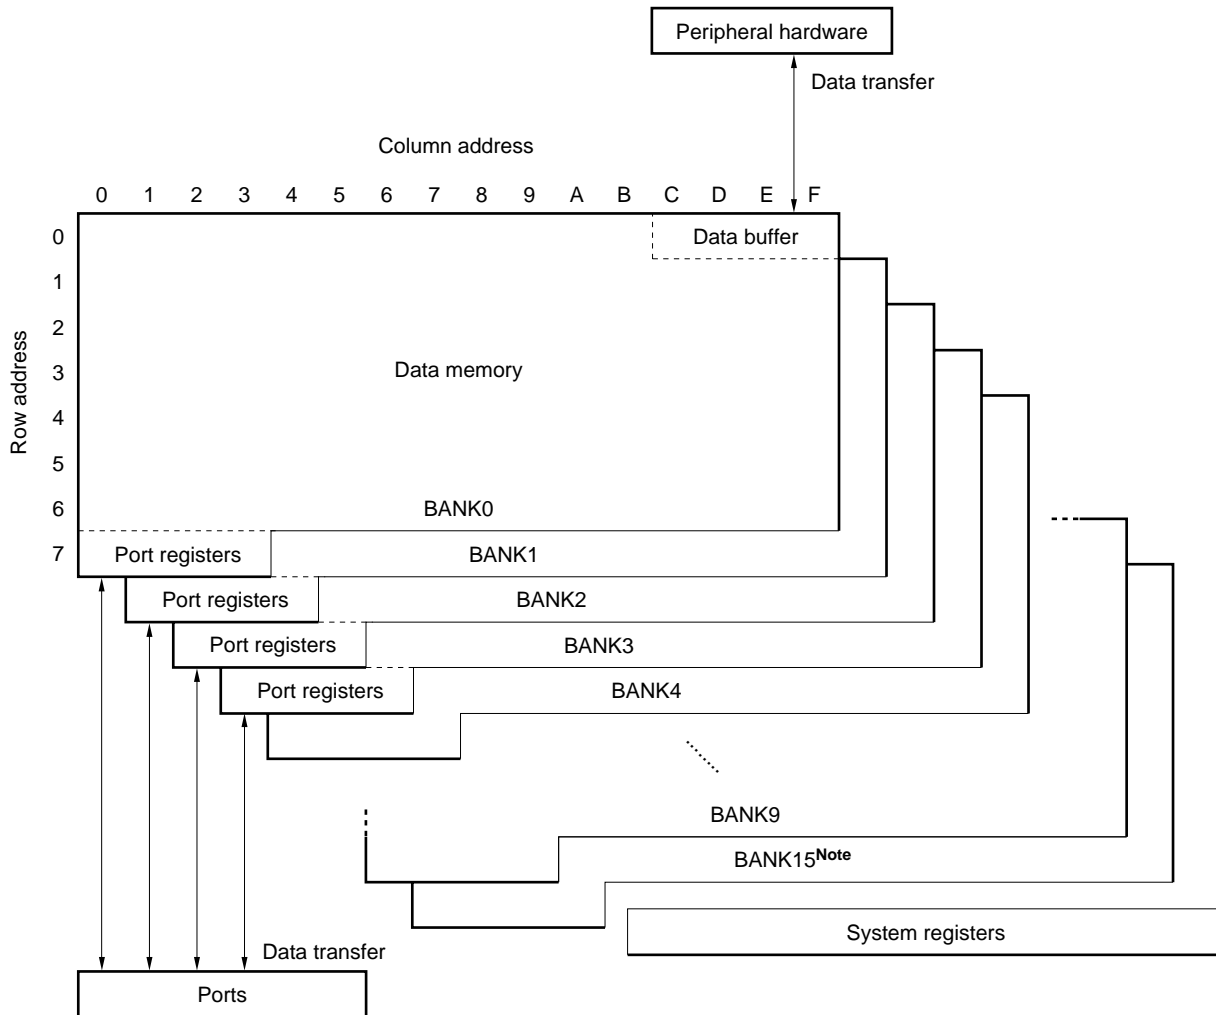 Peripheral hardware
Data transfer
Column address
0 1 2 3 4 5 6 7 8 9 A B C D E F
0 Data buffer
1
2
Row address
3 Data memory
4
5
6 BANK0
7 Port registers BANK1
Port registers BANK2
Port registers BANK3
Port registers BANK4
BANK9
BANK15Note
System registers
Data transfer
Ports